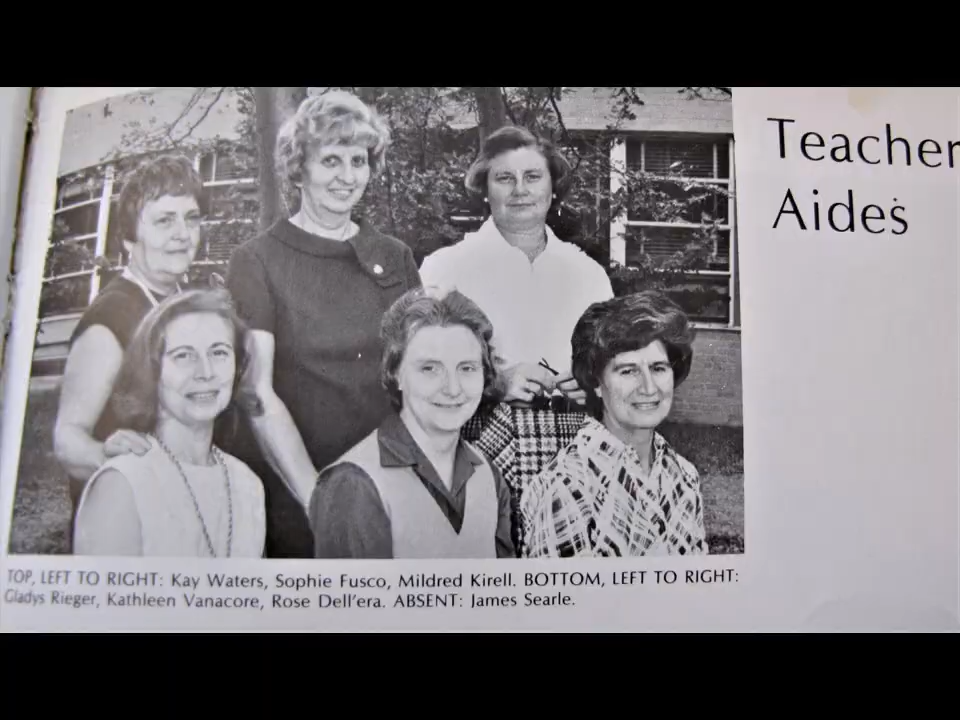 Teacher
Aides
TOP, LEFT TO RIGHT: Kay Waters, Sophie Fusco, Mildred Kirell. BOTTOM, LEFT TO RIGHT:
Gladys Rieger, Kathleen Vanacore, Rose Dell'era. ABSENT: James Searle.